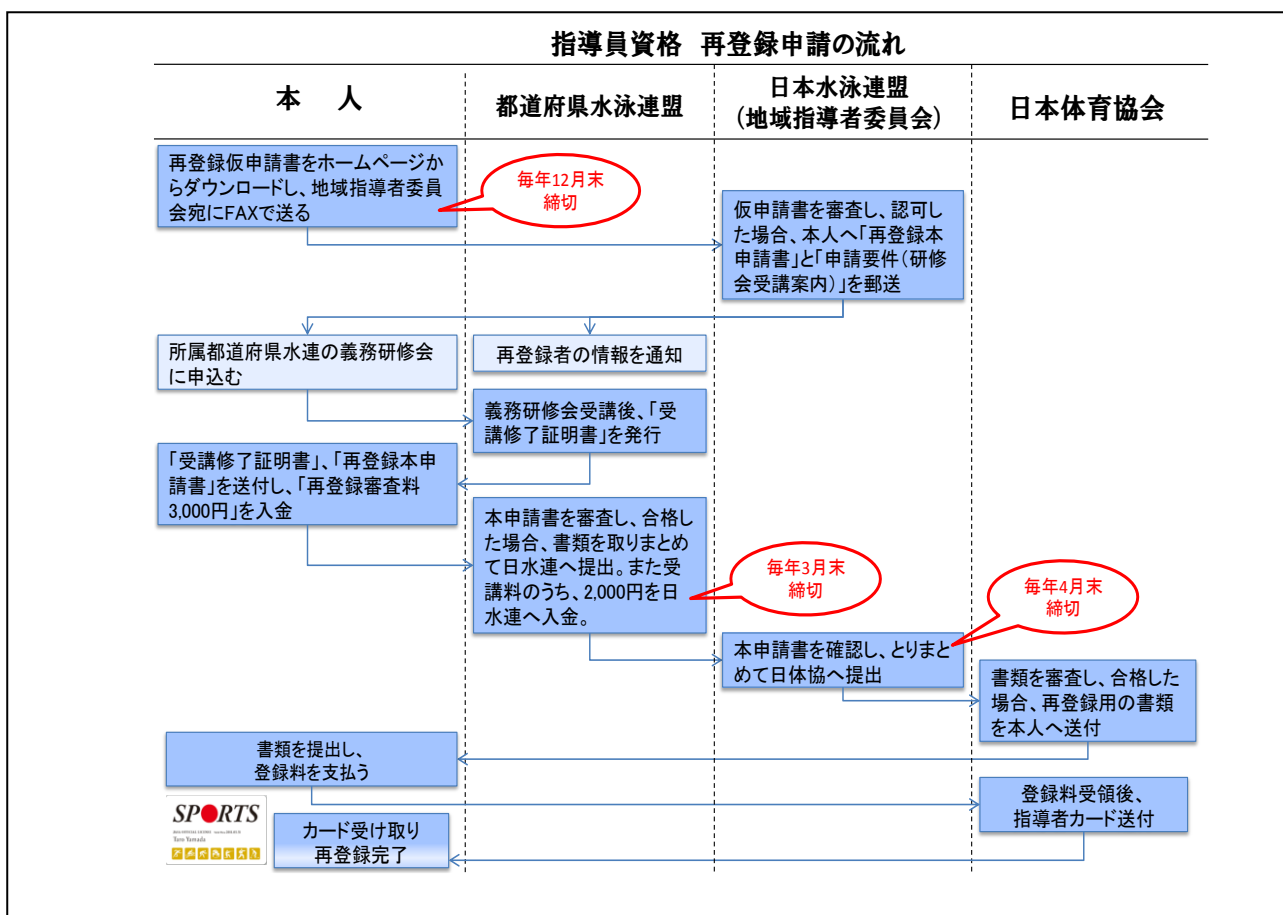 指導員資格　再登録申請の流れ
本　人
都道府県水泳連盟
日本水泳連盟
(地域指導者委員会)
日本体育協会
再登録仮申請書をホームページか
らダウンロードし、地域指導者委員
会宛にFAXで送る
毎年12月末
締切
仮申請書を審査し、認可し
た場合、本人へ「再登録本
申請書」と「申請要件(研修
会受講案内)」を郵送
所属都道府県水連の義務研修会
に申込む
再登録者の情報を通知
義務研修会受講後、「受
講修了証明書」を発行
「受講修了証明書」、「再登録本申
請書」を送付し、「再登録審査料
3,000円」を入金
本申請書を審査し、合格し
た場合、書類を取りまとめ
て日水連へ提出。また受
講料のうち、2,000円を日
水連へ入金。
毎年3月末
締切
毎年4月末
締切
本申請書を確認し、とりまと
めて日体協へ提出
書類を審査し、合格した
場合、再登録用の書類
を本人へ送付
書類を提出し、
登録料を支払う
登録料受領後、
指導者カード送付
SPORTS
Taro Yamada
カード受け取り
再登録完了